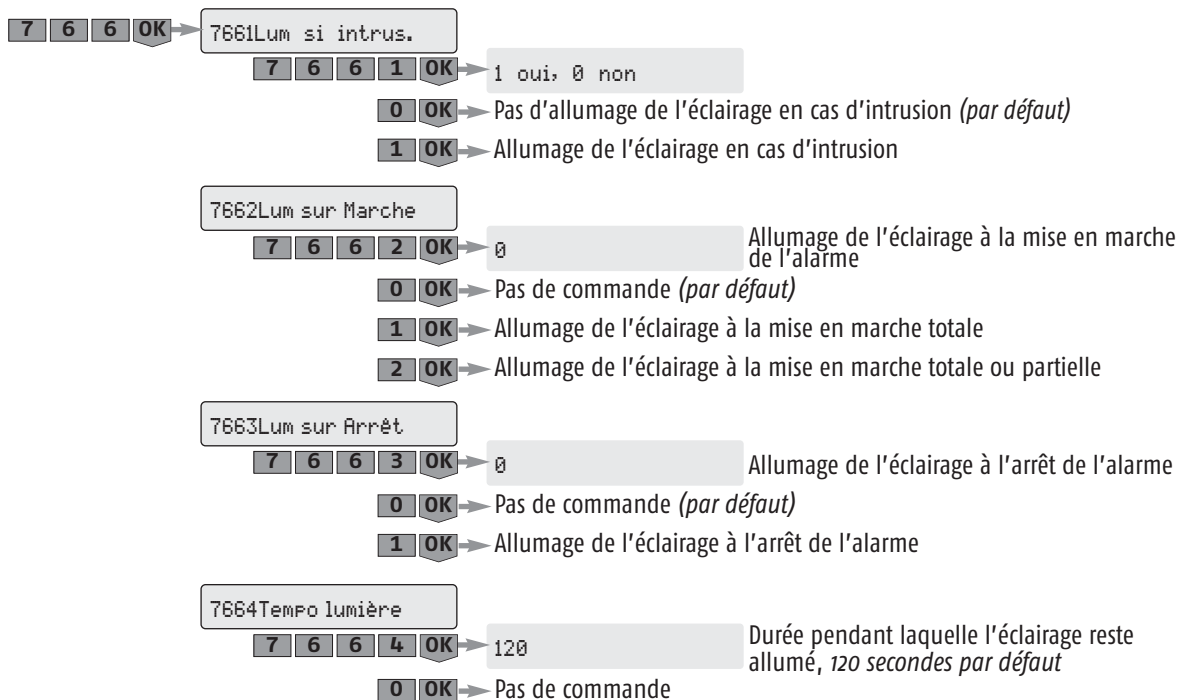 7 6 6 OK 7661Lum si intrus.
7 6 6 1 OK 1 oui, 0 non
0 OK Pas d'allumage de l'éclairage en cas d'intrusion (par défaut)
1 OK Allumage de l'éclairage en cas d'intrusion
7662Lum sur Marche
7 6 6 2 OK 0 Allumage de l'éclairage à la mise en marche
de l'alarme
0 OK Pas de commande (par défaut)
1 OK Allumage de l'éclairage à la mise en marche totale
2 OK Allumage de l'éclairage à la mise en marche totale ou partielle
7663Lum sur Arrêt
7 6 6 3 OK 0 Allumage de l'éclairage à l'arrêt de l'alarme
0 OK Pas de commande (par défaut)
1 OK Allumage de l'éclairage à l'arrêt de l'alarme
7664Tempo lumière
7 6 6 4 OK 120 Durée pendant laquelle l'éclairage reste
allumé, 120 secondes par défaut
0 OK Pas de commande